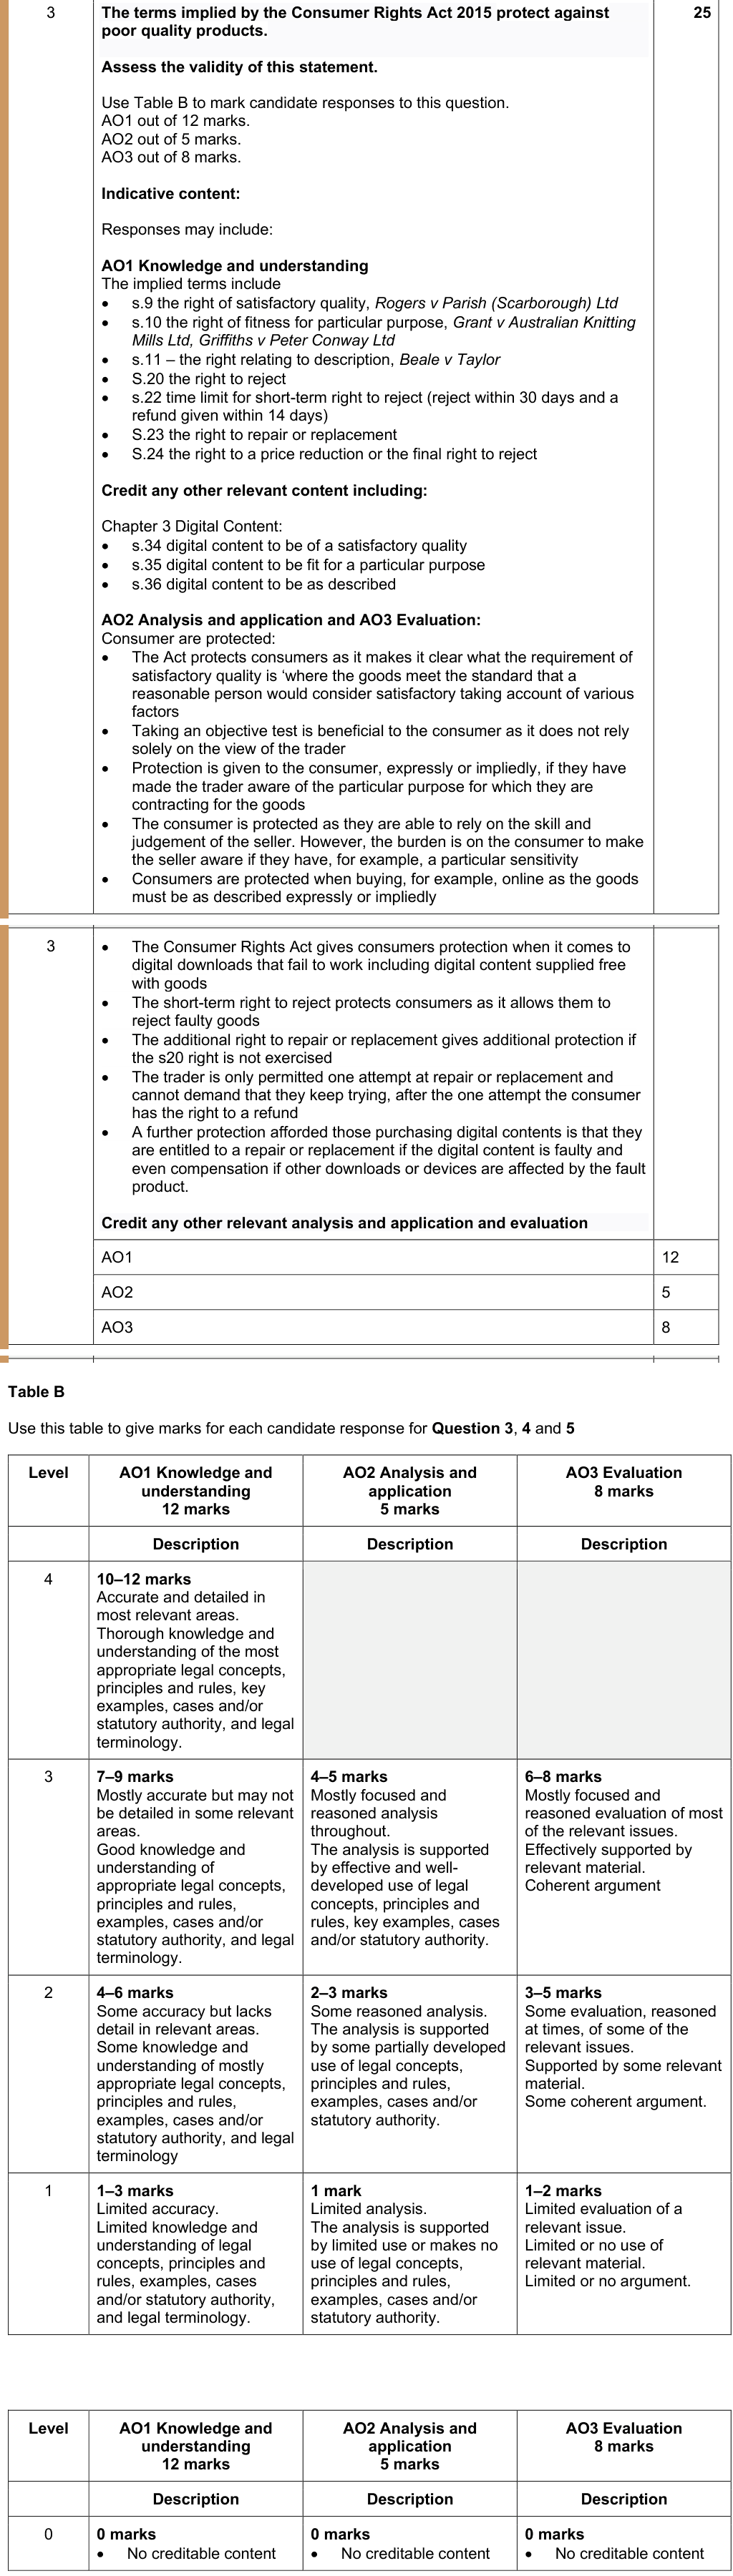 3
The terms implied by the Consumer Rights Act 2015 protect against
25
poor quality products.
Assess the validity of this statement.
Use Table B to mark candidate responses to this question.
AO1 out of 12 marks.
AO2 out of 5 marks.
AO3 out of 8 marks.
Indicative content:
Responses may include:
AO1 Knowledge and understanding
The implied terms include
• s.9 the right of satisfactory quality, Rogers v Parish (Scarborough) Ltd
• s.10 the right of fitness for particular purpose, Grant v Australian Knitting
Mills Ltd, Griffiths v Peter Conway Ltd
• s.11 – the right relating to description, Beale v Taylor
• S.20 the right to reject
• s.22 time limit for short-term right to reject (reject within 30 days and a
refund given within 14 days)
• S.23 the right to repair or replacement
• S.24 the right to a price reduction or the final right to reject
Credit any other relevant content including:
Chapter 3 Digital Content:
• s.34 digital content to be of a satisfactory quality
• s.35 digital content to be fit for a particular purpose
• s.36 digital content to be as described
AO2 Analysis and application and AO3 Evaluation:
Consumer are protected:
• The Act protects consumers as it makes it clear what the requirement of
satisfactory quality is ‘where the goods meet the standard that a
reasonable person would consider satisfactory taking account of various
factors
• Taking an objective test is beneficial to the consumer as it does not rely
solely on the view of the trader
• Protection is given to the consumer, expressly or impliedly, if they have
made the trader aware of the particular purpose for which they are
contracting for the goods
• The consumer is protected as they are able to rely on the skill and
judgement of the seller. However, the burden is on the consumer to make
the seller aware if they have, for example, a particular sensitivity
• Consumers are protected when buying, for example, online as the goods
must be as described expressly or impliedly
3
• The Consumer Rights Act gives consumers protection when it comes to
digital downloads that fail to work including digital content supplied free
with goods
• The short-term right to reject protects consumers as it allows them to
reject faulty goods
• The additional right to repair or replacement gives additional protection if
the s20 right is not exercised
• The trader is only permitted one attempt at repair or replacement and
cannot demand that they keep trying, after the one attempt the consumer
has the right to a refund
• A further protection afforded those purchasing digital contents is that they
are entitled to a repair or replacement if the digital content is faulty and
even compensation if other downloads or devices are affected by the fault
product.
Credit any other relevant analysis and application and evaluation
AO1 12
AO2 5
AO3 8
Table B
Use this table to give marks for each candidate response for Question 3, 4 and 5
Level
AO1 Knowledge and
understanding
12 marks
AO2 Analysis and
application
5 marks
AO3 Evaluation
8 marks
Description
Description
Description
4
10–12 marks
Accurate and detailed in
most relevant areas.
Thorough knowledge and
understanding of the most
appropriate legal concepts,
principles and rules, key
examples, cases and/or
statutory authority, and legal
terminology.
3
7–9 marks
Mostly accurate but may not
be detailed in some relevant
areas.
Good knowledge and
understanding of
appropriate legal concepts,
principles and rules,
examples, cases and/or
statutory authority, and legal
terminology.
4–5 marks
Mostly focused and
reasoned analysis
throughout.
The analysis is supported
by effective and well-
developed use of legal
concepts, principles and
rules, key examples, cases
and/or statutory authority.
6–8 marks
Mostly focused and
reasoned evaluation of most
of the relevant issues.
Effectively supported by
relevant material.
Coherent argument
2
4–6 marks
Some accuracy but lacks
detail in relevant areas.
Some knowledge and
understanding of mostly
appropriate legal concepts,
principles and rules,
examples, cases and/or
statutory authority, and legal
terminology
2–3 marks
Some reasoned analysis.
The analysis is supported
by some partially developed
use of legal concepts,
principles and rules,
examples, cases and/or
statutory authority.
3–5 marks
Some evaluation, reasoned
at times, of some of the
relevant issues.
Supported by some relevant
material.
Some coherent argument.
1
1–3 marks
Limited accuracy.
Limited knowledge and
understanding of legal
concepts, principles and
rules, examples, cases
and/or statutory authority,
and legal terminology.
1 mark
Limited analysis.
The analysis is supported
by limited use or makes no
use of legal concepts,
principles and rules,
examples, cases and/or
statutory authority.
1–2 marks
Limited evaluation of a
relevant issue.
Limited or no use of
relevant material.
Limited or no argument.
Level
AO1 Knowledge and
understanding
12 marks
AO2 Analysis and
application
5 marks
AO3 Evaluation
8 marks
Description
Description
Description
0
0 marks
• No creditable content
0 marks
• No creditable content
0 marks
• No creditable content